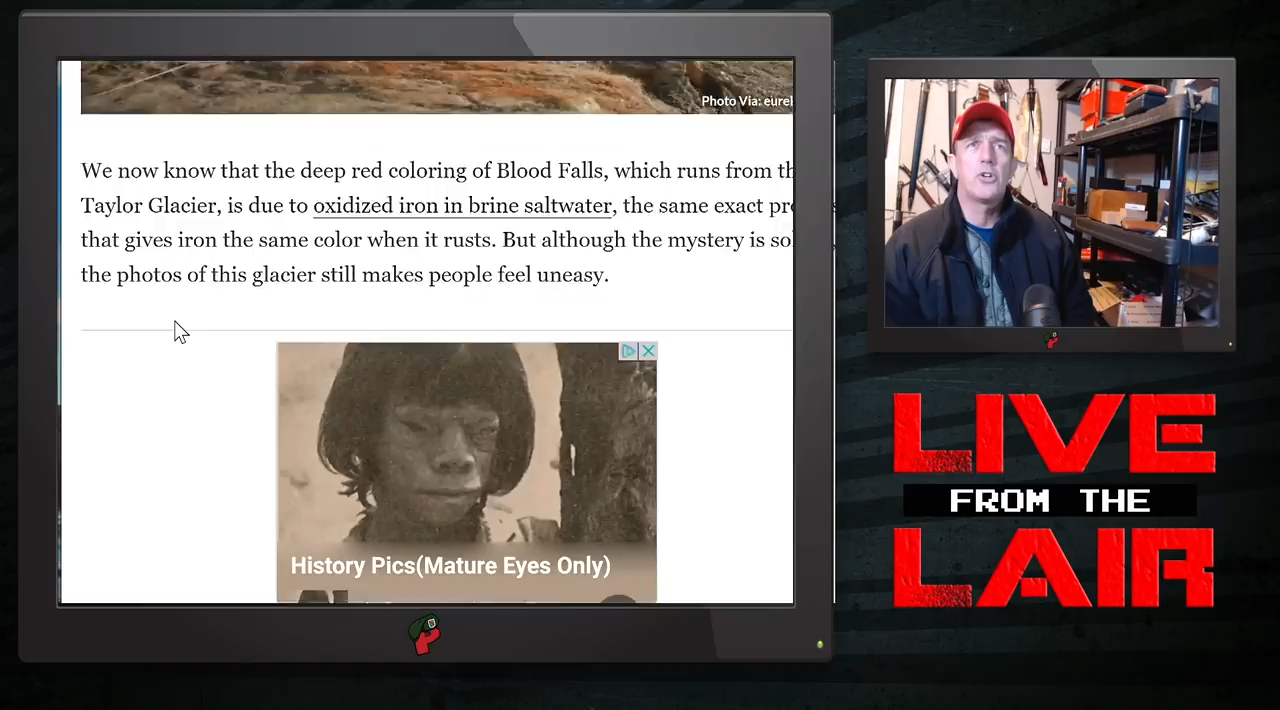 Photo Via: eurel
We now know that the deep red coloring of Blood Falls, which runs from th
Taylor Glacier, is due to oxidized iron in brine saltwater, the same exact pro
that gives iron the same color when it rusts. But although the mystery is so
the photos of this glacier still makes people feel uneasy.
History Pics(Mature Eyes Only)
LIVE
FROM THE
LAIR